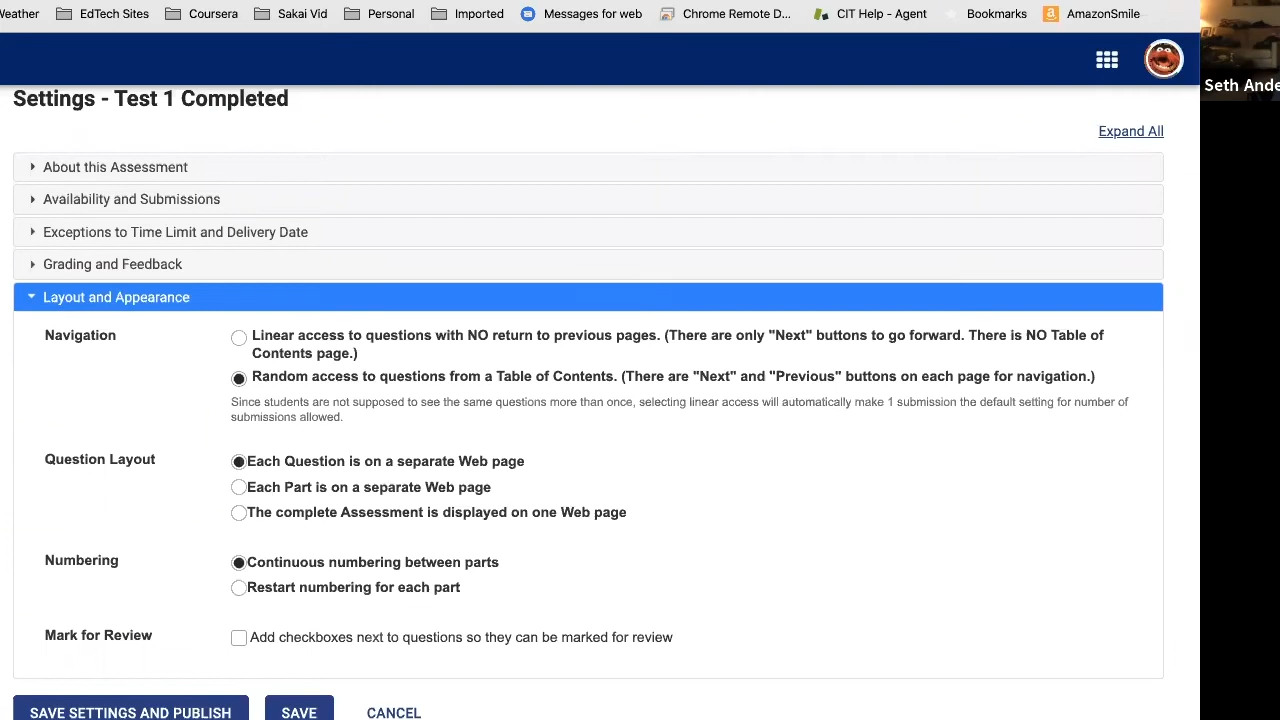 Weather EdTech Sites Coursera Sakai Vid Personal Imported Messages for web Chrome Remote D... CIT Help - Agent Bookmarks AmazonSmile
Seth Ande
Settings - Test 1 Completed
Expand All
About this Assessment
Availability and Submissions
Exceptions to Time Limit and Delivery Date
Grading and Feedback
Layout and Appearance
Navigation
Linear access to questions with NO return to previous pages. (There are only "Next" buttons to go forward. There is NO Table of
Contents page.)
Random access to questions from a Table of Contents. (There are "Next" and "Previous" buttons on each page for navigation.)
Since students are not supposed to see the same questions more than once, selecting linear access will automatically make 1 submission the default setting for number of
submissions allowed.
Question Layout
Each Question is on a separate Web page
Each Part is on a separate Web page
The complete Assessment is displayed on one Web page
Numbering
Continuous numbering between parts
Restart numbering for each part
Mark for Review
Add checkboxes next to questions so they can be marked for review
SAVE SETTINGS AND PUBLISH SAVE CANCEL